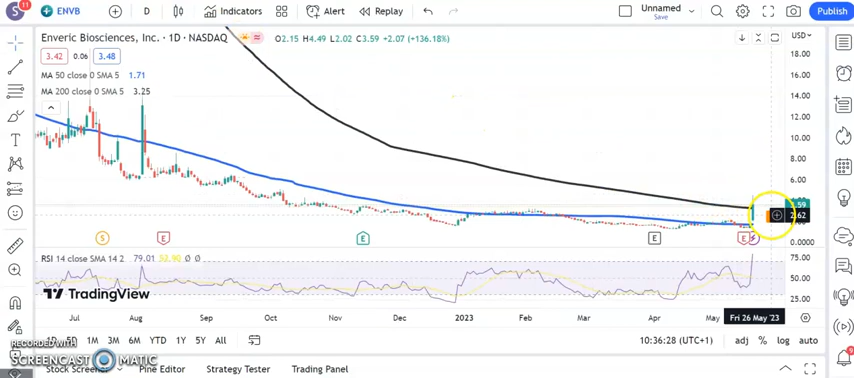 S 11 ENVB D Indicators Alert Replay Unnamed Save Publish
Enveric Biosciences, Inc. · 1D · NASDAQ O2.15 H4.49 L2.02 C3.59 +2.07 (+136.18%) USD
3.42 0.06 3.48
18.00
16.00
MA 50 close 0 SMA 5 1.71
14.00
MA 200 close 0 SMA 5 3.25
12.00
10.00
8.00
6.00
.59
2.62
S E E E E 0.0000
RSI 14 close SMA 14 2 79.01 52.90 Ø Ø 75.00
50.00
TradingView 25.00
Jul Aug Sep Oct Nov Dec 2023 Feb Mar Apr May Fri 26 May '23
1D 5D 1M 3M 6M YTD 1Y 5Y All 10:36:28 (UTC+1) adj % log auto
RECORDED WITH
SCREENCAST MATIC
Stock Screener Pine Editor Strategy Tester Trading Panel